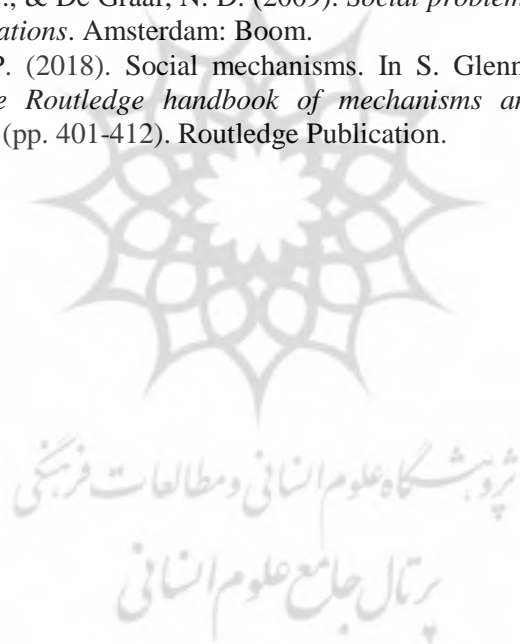 ., & De Graaf, N. D. (2009). Social problem
ations. Amsterdam: Boom.
P. (2018). Social mechanisms. In S. Glenn
e Routledge handbook of mechanisms an
(pp. 401-412). Routledge Publication.
پژوهشگاه علوم انسانی و مطالعات فرهنگی
پرتال جامع علوم انسانی